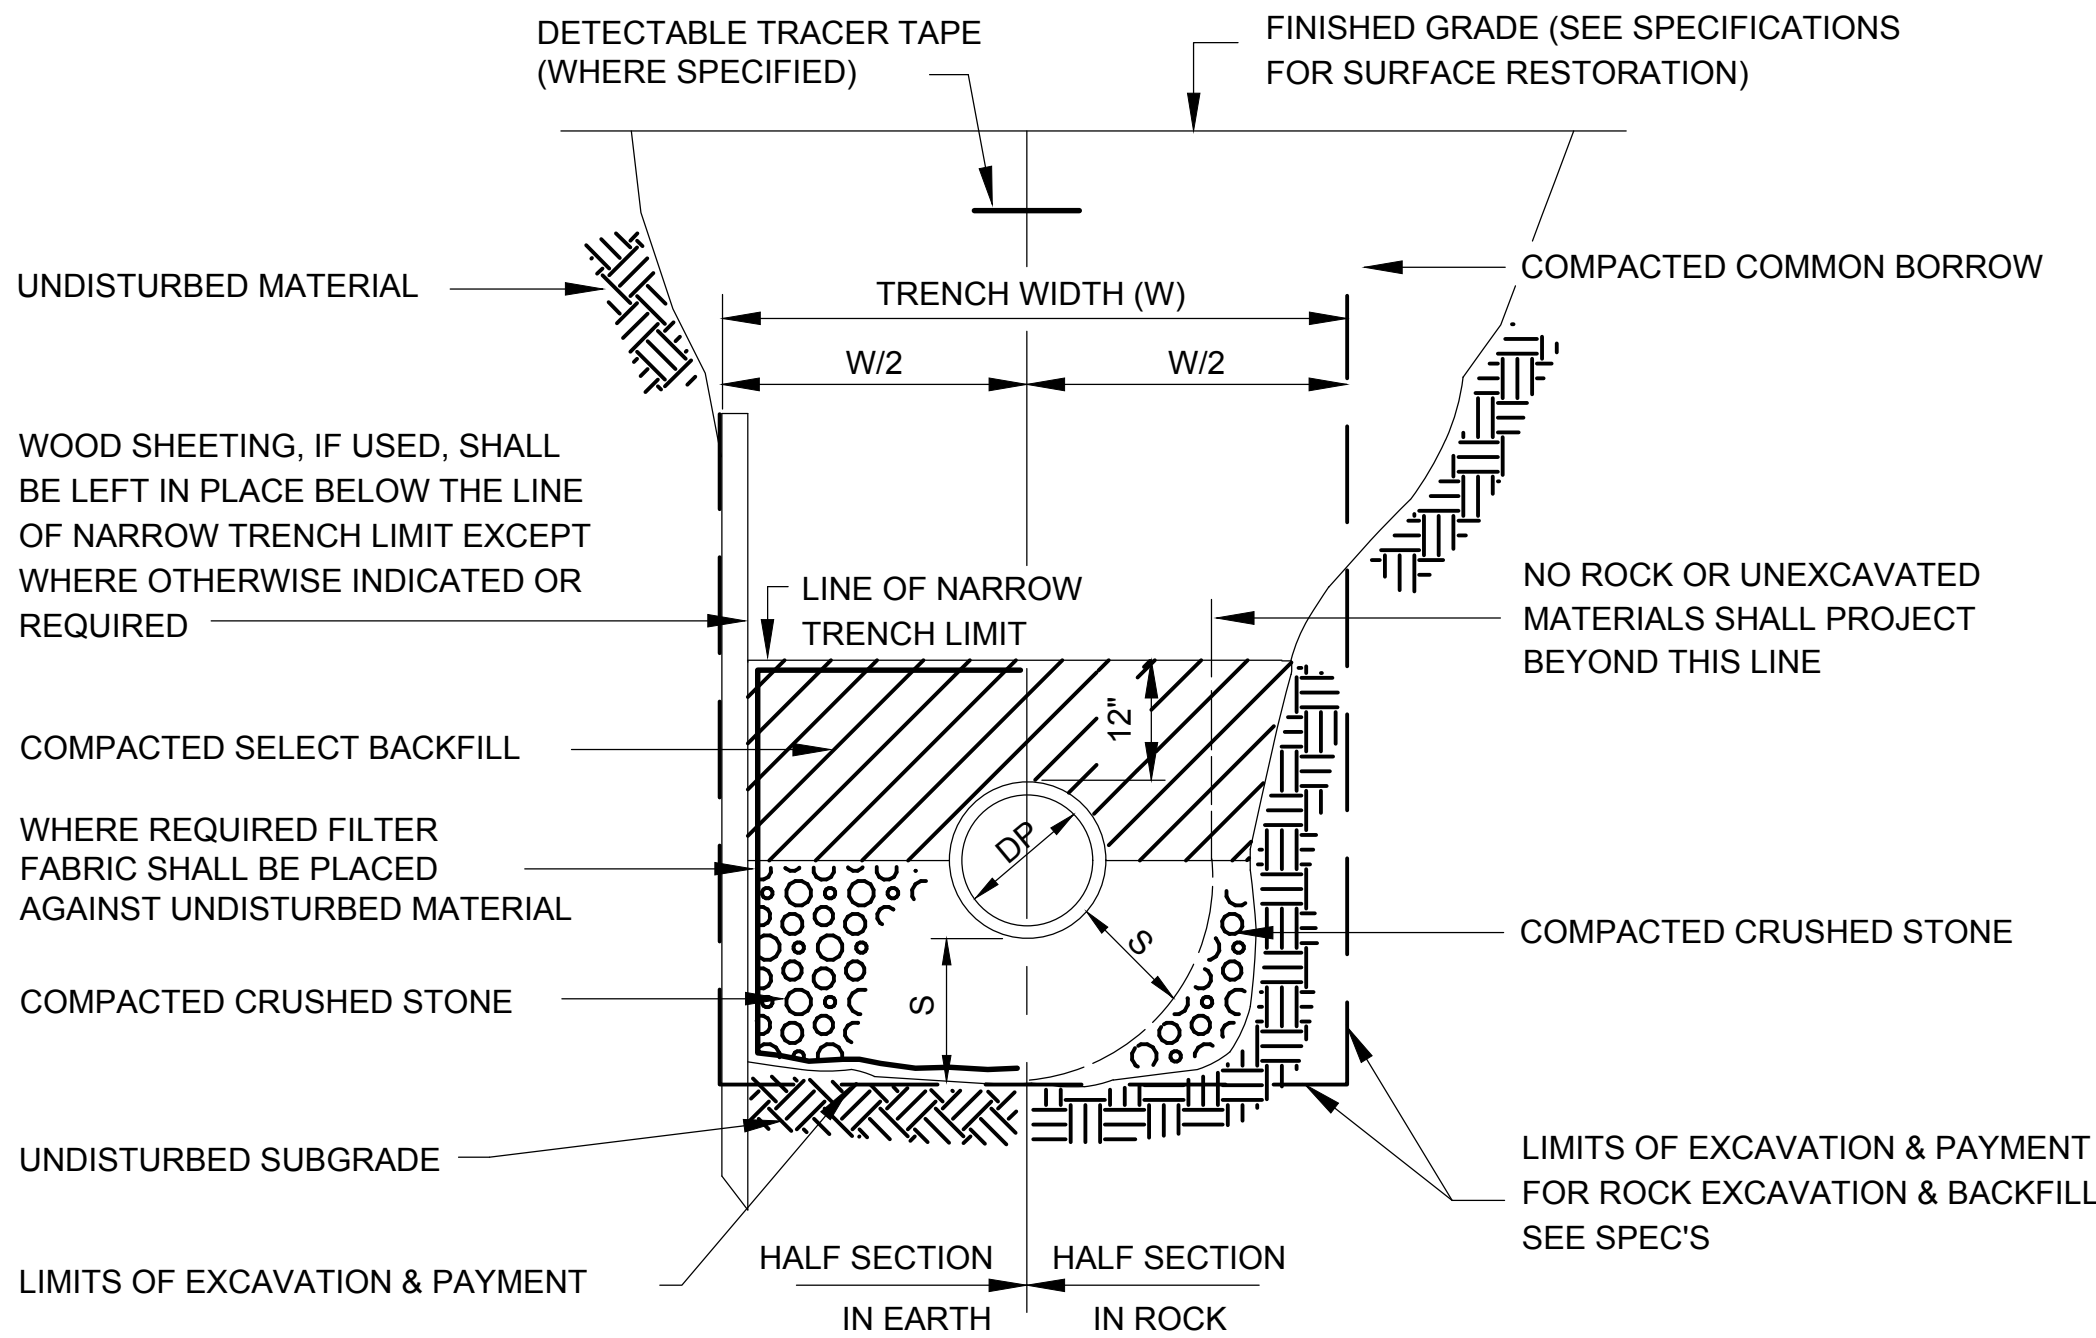 DETECTABLE TRACER TAPE
(WHERE SPECIFIED)
FINISHED GRADE (SEE SPECIFICATIONS
FOR SURFACE RESTORATION)
UNDISTURBED MATERIAL
COMPACTED COMMON BORROW
TRENCH WIDTH (W)
W/2
W/2
WOOD SHEETING, IF USED, SHALL
BE LEFT IN PLACE BELOW THE LINE
OF NARROW TRENCH LIMIT EXCEPT
WHERE OTHERWISE INDICATED OR
REQUIRED
LINE OF NARROW
TRENCH LIMIT
NO ROCK OR UNEXCAVATED
MATERIALS SHALL PROJECT
BEYOND THIS LINE
12"
COMPACTED SELECT BACKFILL
DP
WHERE REQUIRED FILTER
FABRIC SHALL BE PLACED
AGAINST UNDISTURBED MATERIAL
S
COMPACTED CRUSHED STONE
COMPACTED CRUSHED STONE
S
UNDISTURBED SUBGRADE
LIMITS OF EXCAVATION & PAYMENT
FOR ROCK EXCAVATION & BACKFILL
SEE SPEC'S
LIMITS OF EXCAVATION & PAYMENT
HALF SECTION
IN EARTH
HALF SECTION
IN ROCK